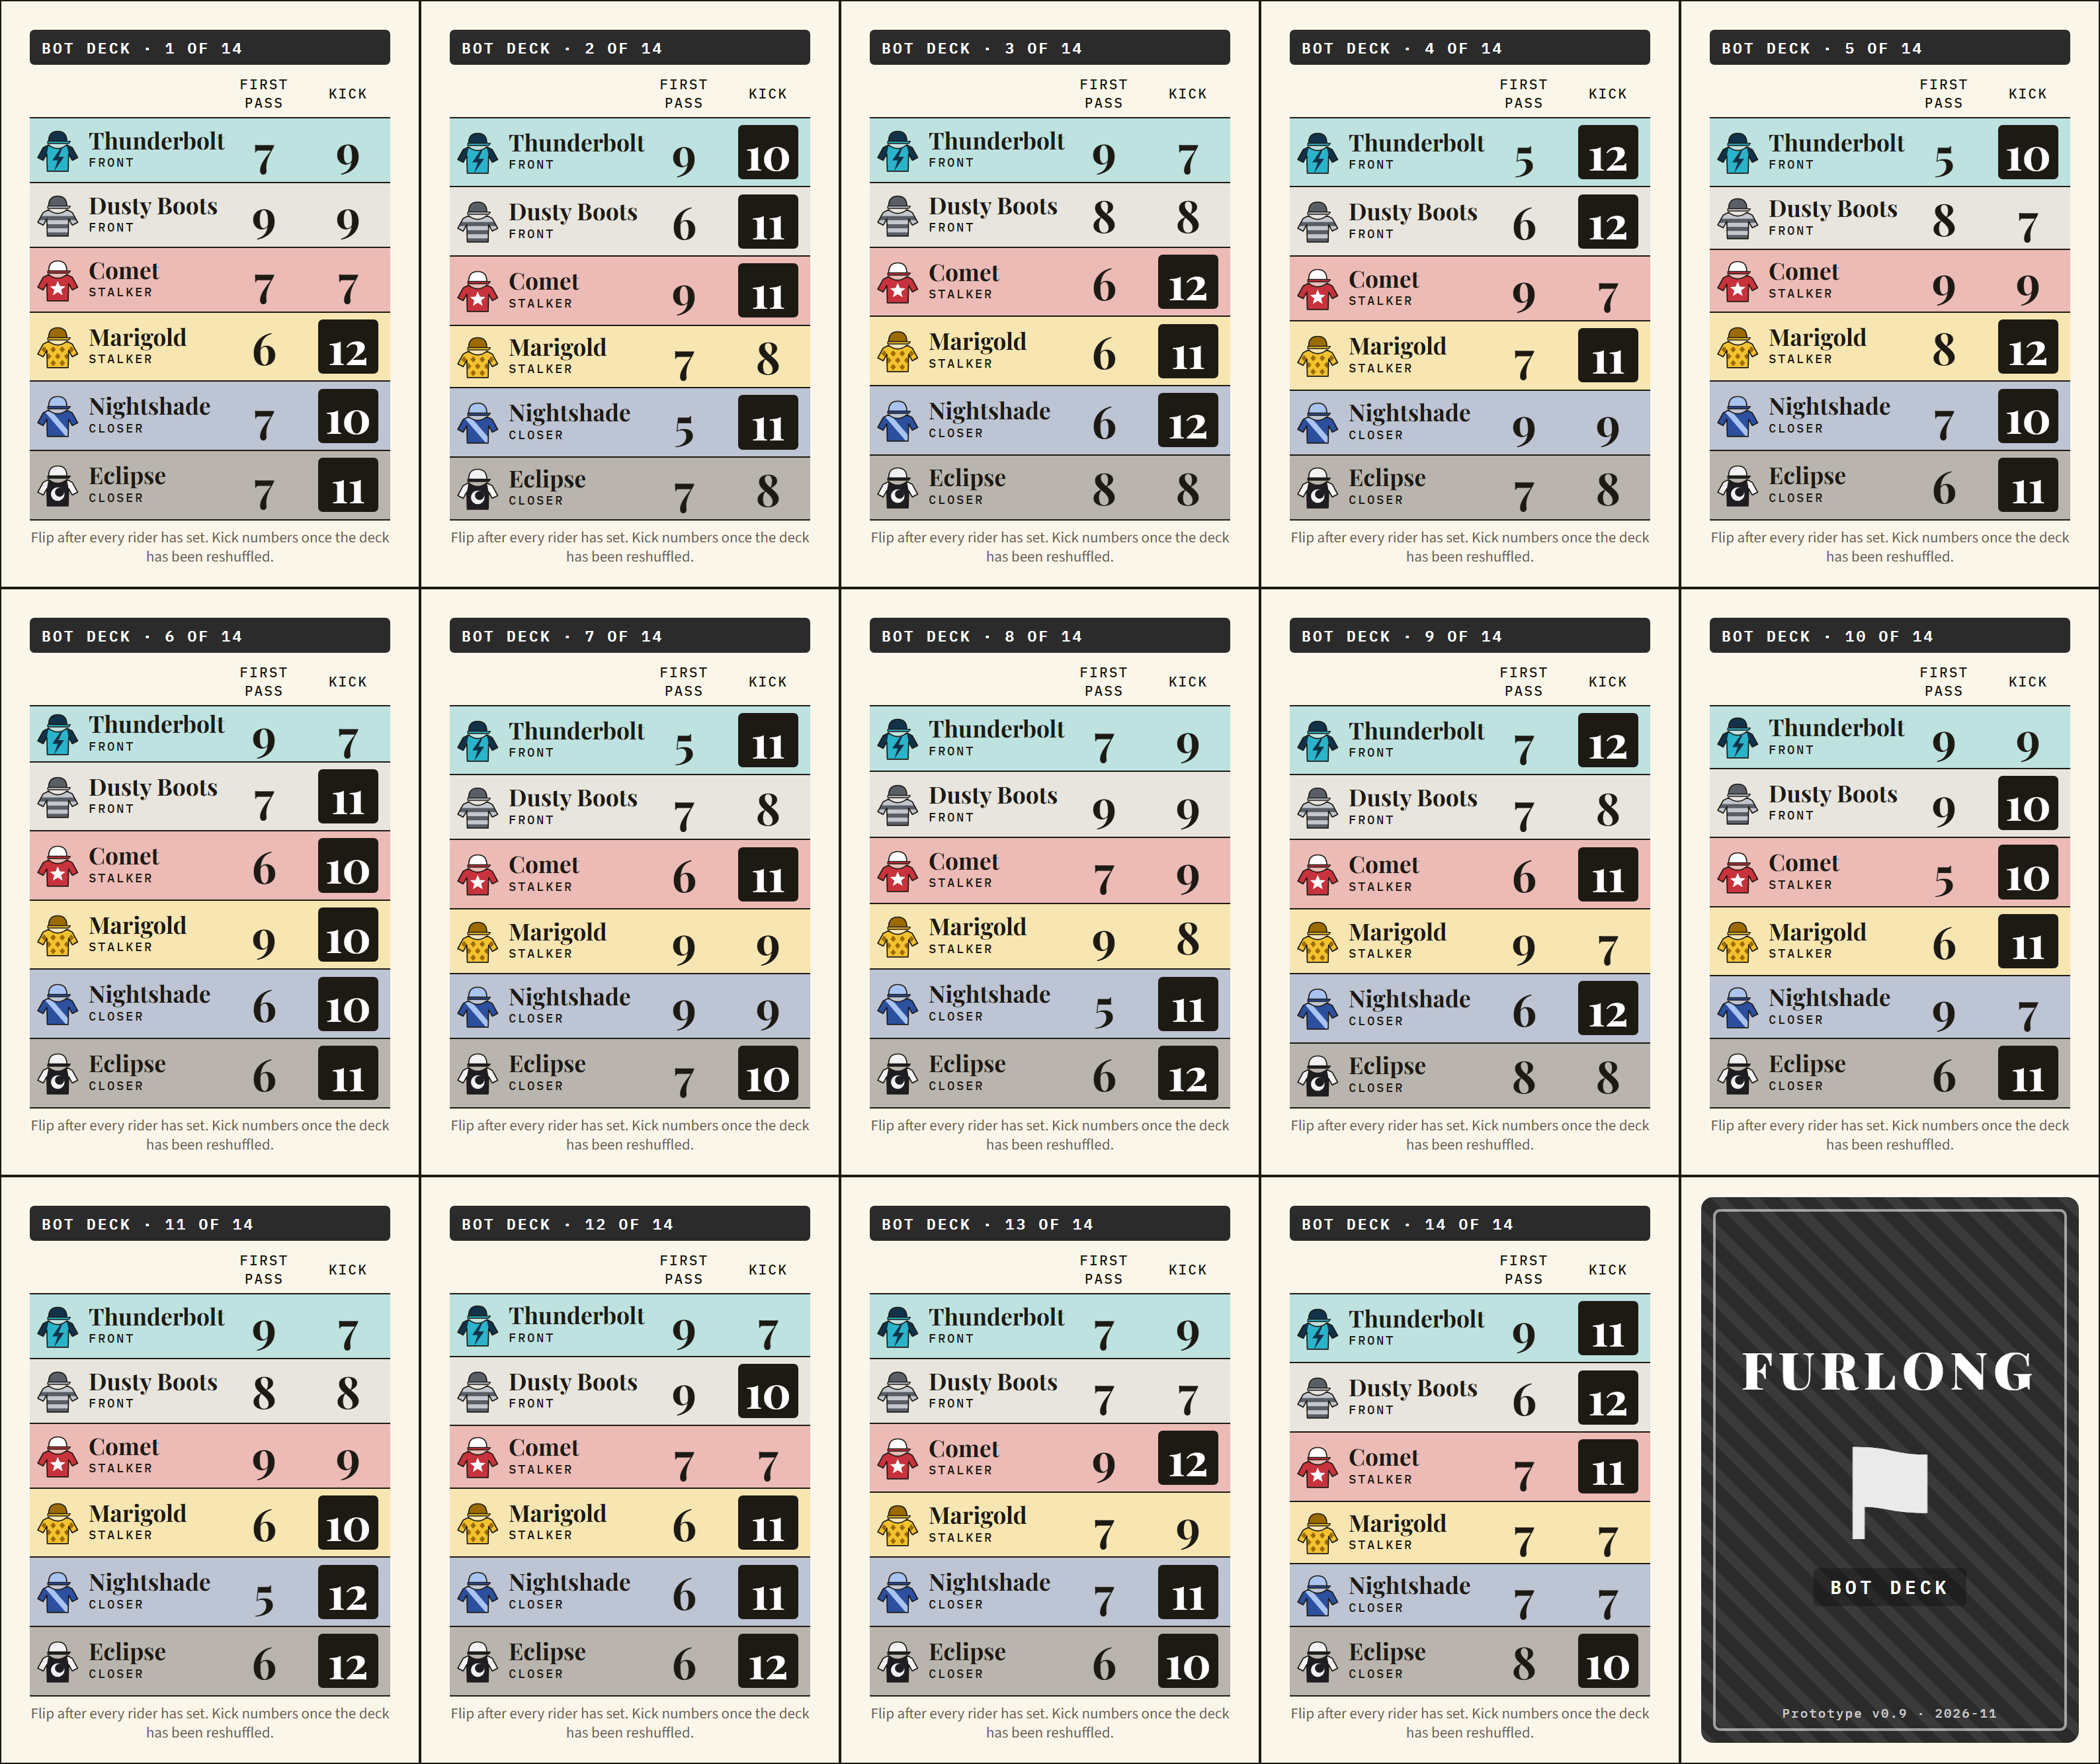 BOT DECK · 1 OF 14
FIRST PASS KICK
Thunderbolt FRONT 7 9
Dusty Boots FRONT 9 9
Comet STALKER 7 7
Marigold STALKER 6 12
Nightshade CLOSER 7 10
Eclipse CLOSER 7 11
Flip after every rider has set. Kick numbers once the deck
has been reshuffled.
BOT DECK · 2 OF 14
FIRST PASS KICK
Thunderbolt FRONT 9 10
Dusty Boots FRONT 6 11
Comet STALKER 9 11
Marigold STALKER 7 8
Nightshade CLOSER 5 11
Eclipse CLOSER 7 8
Flip after every rider has set. Kick numbers once the deck
has been reshuffled.
BOT DECK · 3 OF 14
FIRST PASS KICK
Thunderbolt FRONT 9 7
Dusty Boots FRONT 8 8
Comet STALKER 6 12
Marigold STALKER 6 11
Nightshade CLOSER 6 12
Eclipse CLOSER 8 8
Flip after every rider has set. Kick numbers once the deck
has been reshuffled.
BOT DECK · 4 OF 14
FIRST PASS KICK
Thunderbolt FRONT 5 12
Dusty Boots FRONT 6 12
Comet STALKER 9 7
Marigold STALKER 7 11
Nightshade CLOSER 9 9
Eclipse CLOSER 7 8
Flip after every rider has set. Kick numbers once the deck
has been reshuffled.
BOT DECK · 5 OF 14
FIRST PASS KICK
Thunderbolt FRONT 5 10
Dusty Boots FRONT 8 7
Comet STALKER 9 9
Marigold STALKER 8 12
Nightshade CLOSER 7 10
Eclipse CLOSER 6 11
Flip after every rider has set. Kick numbers once the deck
has been reshuffled.
BOT DECK · 6 OF 14
FIRST PASS KICK
Thunderbolt FRONT 9 7
Dusty Boots FRONT 7 11
Comet STALKER 6 10
Marigold STALKER 9 10
Nightshade CLOSER 6 10
Eclipse CLOSER 6 11
Flip after every rider has set. Kick numbers once the deck
has been reshuffled.
BOT DECK · 7 OF 14
FIRST PASS KICK
Thunderbolt FRONT 5 11
Dusty Boots FRONT 7 8
Comet STALKER 6 11
Marigold STALKER 9 9
Nightshade CLOSER 9 9
Eclipse CLOSER 7 10
Flip after every rider has set. Kick numbers once the deck
has been reshuffled.
BOT DECK · 8 OF 14
FIRST PASS KICK
Thunderbolt FRONT 7 9
Dusty Boots FRONT 9 9
Comet STALKER 7 9
Marigold STALKER 9 8
Nightshade CLOSER 5 11
Eclipse CLOSER 6 12
Flip after every rider has set. Kick numbers once the deck
has been reshuffled.
BOT DECK · 9 OF 14
FIRST PASS KICK
Thunderbolt FRONT 7 12
Dusty Boots FRONT 7 8
Comet STALKER 6 11
Marigold STALKER 9 7
Nightshade CLOSER 6 12
Eclipse CLOSER 8 8
Flip after every rider has set. Kick numbers once the deck
has been reshuffled.
BOT DECK · 10 OF 14
FIRST PASS KICK
Thunderbolt FRONT 9 9
Dusty Boots FRONT 9 10
Comet STALKER 5 10
Marigold STALKER 6 11
Nightshade CLOSER 9 7
Eclipse CLOSER 6 11
Flip after every rider has set. Kick numbers once the deck
has been reshuffled.
BOT DECK · 11 OF 14
FIRST PASS KICK
Thunderbolt FRONT 9 7
Dusty Boots FRONT 8 8
Comet STALKER 9 9
Marigold STALKER 6 10
Nightshade CLOSER 5 12
Eclipse CLOSER 6 12
Flip after every rider has set. Kick numbers once the deck
has been reshuffled.
BOT DECK · 12 OF 14
FIRST PASS KICK
Thunderbolt FRONT 9 7
Dusty Boots FRONT 9 10
Comet STALKER 7 7
Marigold STALKER 6 11
Nightshade CLOSER 6 11
Eclipse CLOSER 6 12
Flip after every rider has set. Kick numbers once the deck
has been reshuffled.
BOT DECK · 13 OF 14
FIRST PASS KICK
Thunderbolt FRONT 7 9
Dusty Boots FRONT 7 7
Comet STALKER 9 12
Marigold STALKER 7 9
Nightshade CLOSER 7 11
Eclipse CLOSER 6 10
Flip after every rider has set. Kick numbers once the deck
has been reshuffled.
BOT DECK · 14 OF 14
FIRST PASS KICK
Thunderbolt FRONT 9 11
Dusty Boots FRONT 6 12
Comet STALKER 7 11
Marigold STALKER 7 7
Nightshade CLOSER 7 7
Eclipse CLOSER 8 10
Flip after every rider has set. Kick numbers once the deck
has been reshuffled.
FURLONG
BOT DECK
Prototype v0.9 · 2026-11